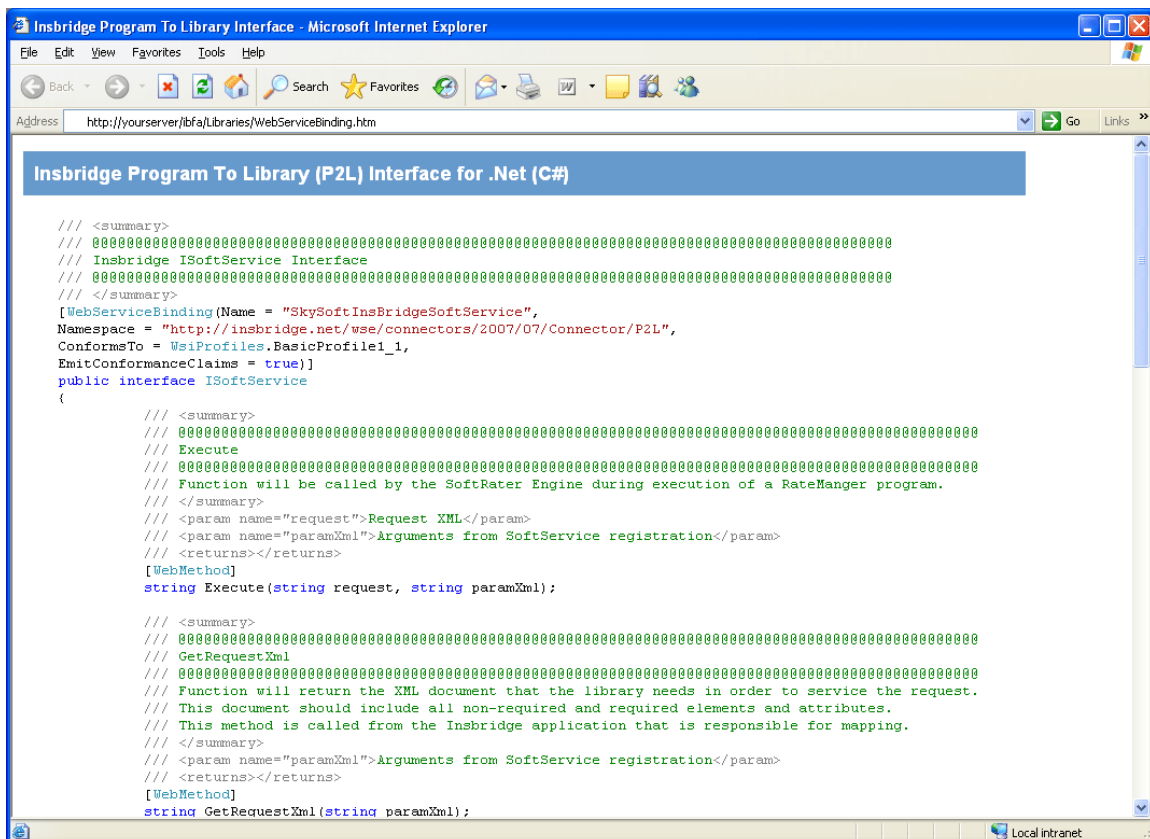 Insbridge Program To Library Interface - Microsoft Internet Explorer
File Edit View Favorites Tools Help
Back Search Favorites W
Address http://yourserver/ibfa/Libraries/WebServiceBinding.htm Go Links »
Insbridge Program To Library (P2L) Interface for .Net (C#)
/// <summary>
/// @@@@@@@@@@@@@@@@@@@@@@@@@@@@@@@@@@@@@@@@@@@@@@@@@@@@@@@@@@@@@@@@@@@@@@@@@@@@@@@@@@@@@@@@@@@@@
/// Insbridge ISoftService Interface
/// @@@@@@@@@@@@@@@@@@@@@@@@@@@@@@@@@@@@@@@@@@@@@@@@@@@@@@@@@@@@@@@@@@@@@@@@@@@@@@@@@@@@@@@@@@@@@
/// </summary>
[WebServiceBinding(Name = "SkySoftInsBridgeSoftService",
Namespace = "http://insbridge.net/wse/connectors/2007/07/Connector/P2L",
ConformsTo = WsiProfiles.BasicProfile1_1,
EmitConformanceClaims = true)]
public interface ISoftService
{
/// <summary>
/// @@@@@@@@@@@@@@@@@@@@@@@@@@@@@@@@@@@@@@@@@@@@@@@@@@@@@@@@@@@@@@@@@@@@@@@@@@@@@@@@@@@@@@@@@@@@@
/// Execute
/// @@@@@@@@@@@@@@@@@@@@@@@@@@@@@@@@@@@@@@@@@@@@@@@@@@@@@@@@@@@@@@@@@@@@@@@@@@@@@@@@@@@@@@@@@@@@@
/// Function will be called by the SoftRater Engine during execution of a RateManger program.
/// </summary>
/// <param name="request">Request XML</param>
/// <param name="paramXml">Arguments from SoftService registration</param>
/// <returns></returns>
[WebMethod]
string Execute(string request, string paramXml);
/// <summary>
/// @@@@@@@@@@@@@@@@@@@@@@@@@@@@@@@@@@@@@@@@@@@@@@@@@@@@@@@@@@@@@@@@@@@@@@@@@@@@@@@@@@@@@@@@@@@@@
/// GetRequestXml
/// @@@@@@@@@@@@@@@@@@@@@@@@@@@@@@@@@@@@@@@@@@@@@@@@@@@@@@@@@@@@@@@@@@@@@@@@@@@@@@@@@@@@@@@@@@@@@
/// Function will return the XML document that the library needs in order to service the request.
/// This document should include all non-required and required elements and attributes.
/// This method is called from the Insbridge application that is responsible for mapping.
/// </summary>
/// <param name="paramXml">Arguments from SoftService registration</param>
/// <returns></returns>
[WebMethod]
string GetRequestXml(string paramXml);
Local intranet